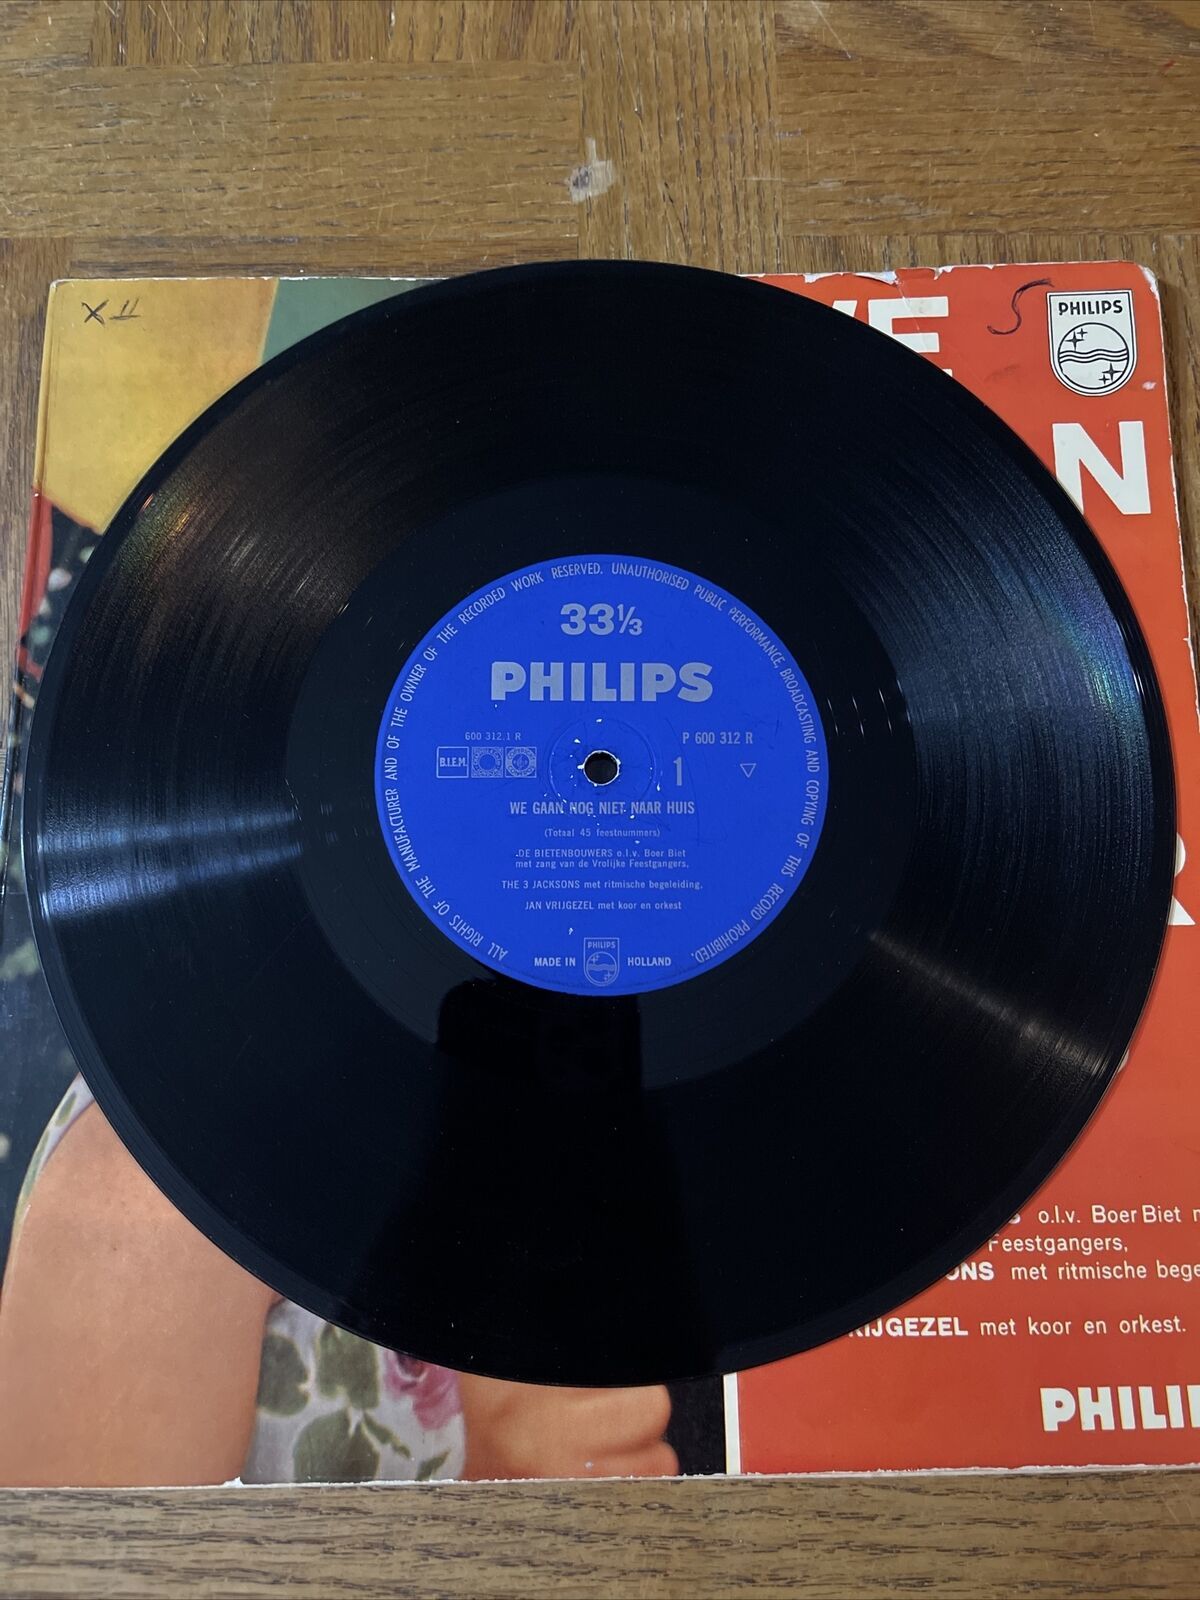 X II
VE
S
PHILIPS
N
ALL RIGHTS OF THE MANUFACTURER AND OF THE OWNER OF THE RECORDED WORK RESERVED. UNAUTHORISED PUBLIC PERFORMANCE, BROADCASTING AND COPYING OF THIS RECORD PROHIBITED.
33⅓
PHILIPS
600 312.1 R
P 600 312 R
B.I.E.M.
1
WE GAAN NOG NIET NAAR HUIS
(Totaal 45 feestnummers)
DE BIETENBOUWERS o.l.v. Boer Biet
met zang van de Vrolijke Feestgangers,
THE 3 JACKSONS met ritmische begeleiding,
JAN VRIJGEZEL met koor en orkest
MADE IN PHILIPS HOLLAND
S o.l.v. Boer Biet
Feestgangers,
ONS met ritmische bege
RIJGEZEL met koor en orkest.
PHILI